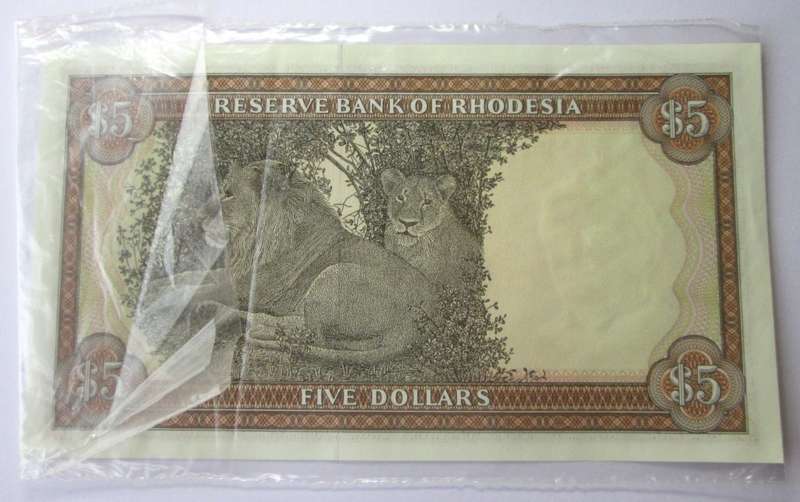 $5 RESERVE BANK OF RHODESIA $5
$5 FIVE DOLLARS $5